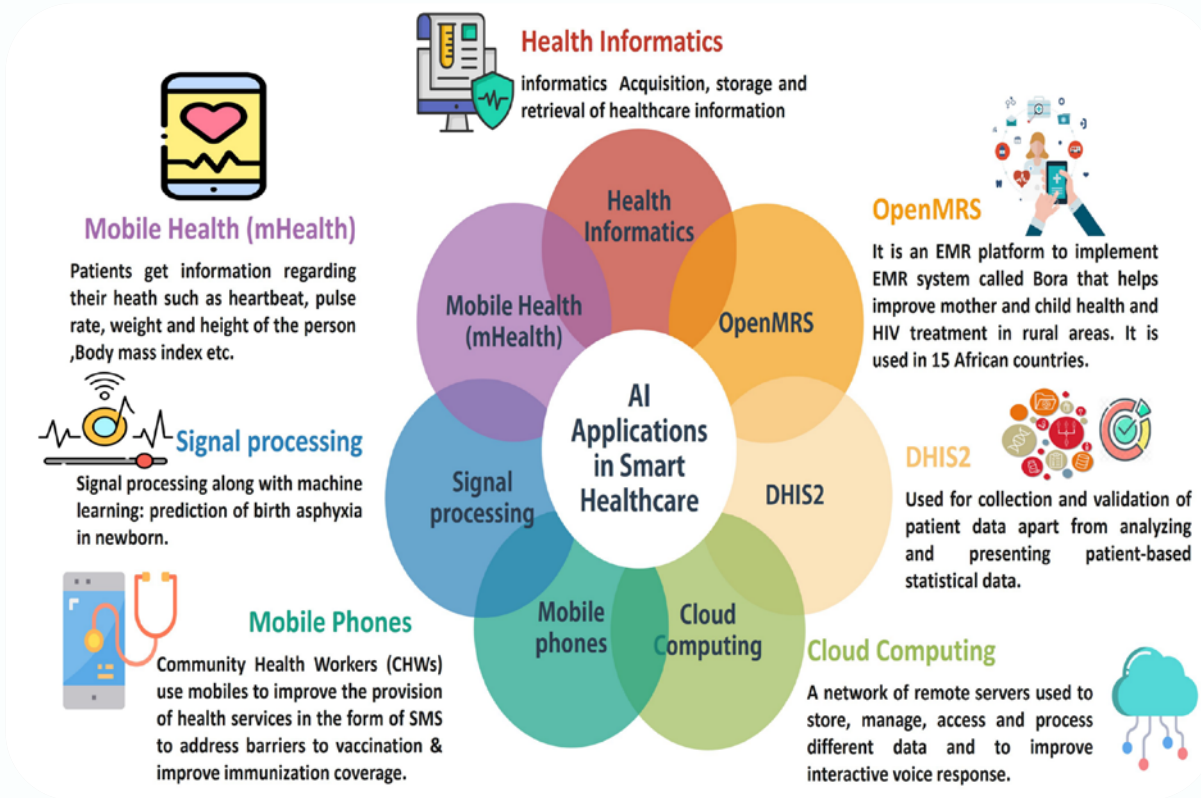 Health Informatics
informatics Acquisition, storage and
retrieval of healthcare information
OpenMRS
It is an EMR platform to implement
EMR system called Bora that helps
improve mother and child health and
HIV treatment in rural areas. It is
used in 15 African countries.
DHIS2
Used for collection and validation of
patient data apart from analyzing
and presenting patient-based
statistical data.
Cloud Computing
A network of remote servers used to
store, manage, access and process
different data and to improve
interactive voice response.
Mobile Phones
Community Health Workers (CHWs)
use mobiles to improve the provision
of health services in the form of SMS
to address barriers to vaccination &
improve immunization coverage.
Signal processing
Signal processing along with machine
learning: prediction of birth asphyxia
in newborn.
Mobile Health (mHealth)
Patients get information regarding
their heath such as heartbeat, pulse
rate, weight and height of the person
,Body mass index etc.
Health
Informatics
OpenMRS
DHIS2
Cloud
Computing
Mobile
phones
Signal
processing
Mobile Health
(mHealth)
AI
Applications
in Smart
Healthcare